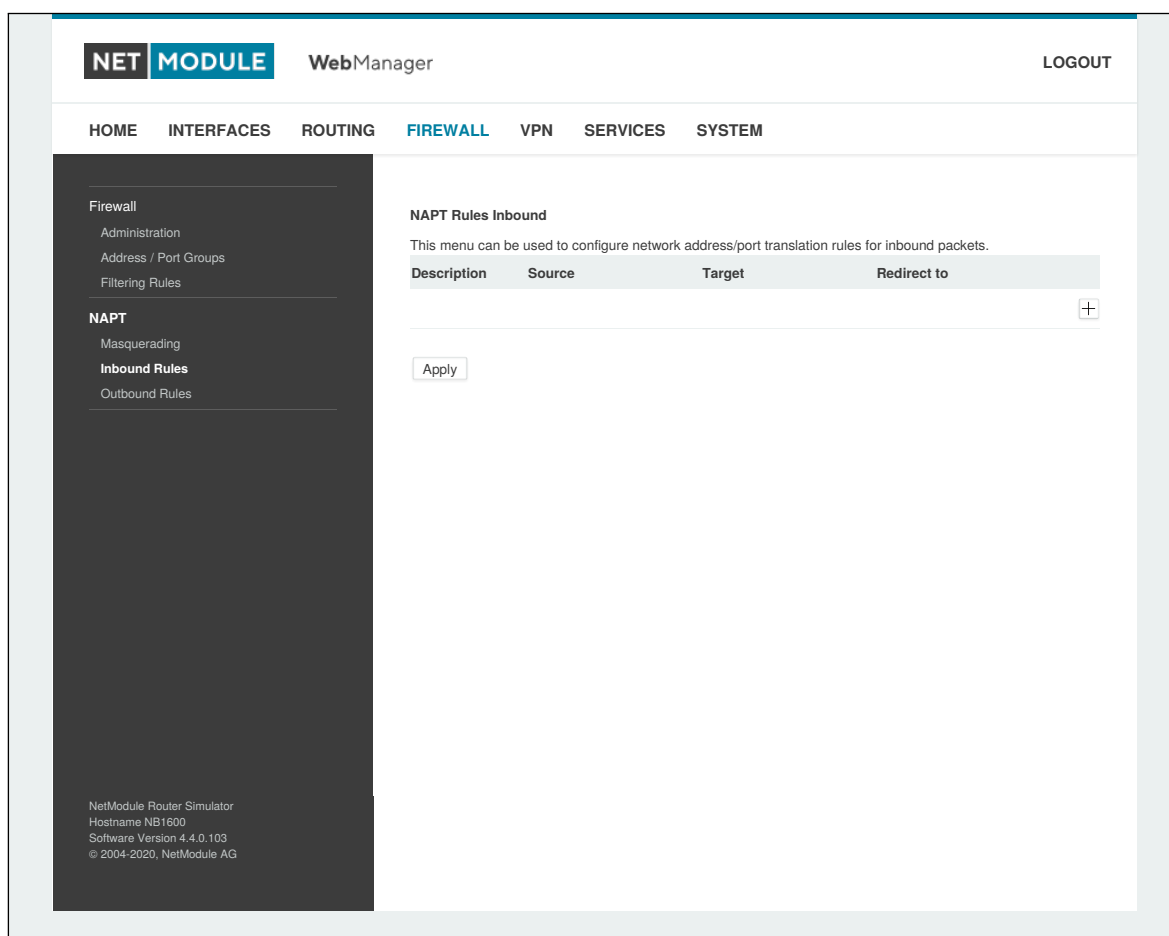 NET MODULE WebManager LOGOUT
HOME INTERFACES ROUTING FIREWALL VPN SERVICES SYSTEM
Firewall
Administration
Address / Port Groups
Filtering Rules
NAPT
Masquerading
Inbound Rules
Outbound Rules
NAPT Rules Inbound
This menu can be used to configure network address/port translation rules for inbound packets.
Description Source Target Redirect to
Apply
NetModule Router Simulator
Hostname NB1600
Software Version 4.4.0.103
© 2004-2020, NetModule AG